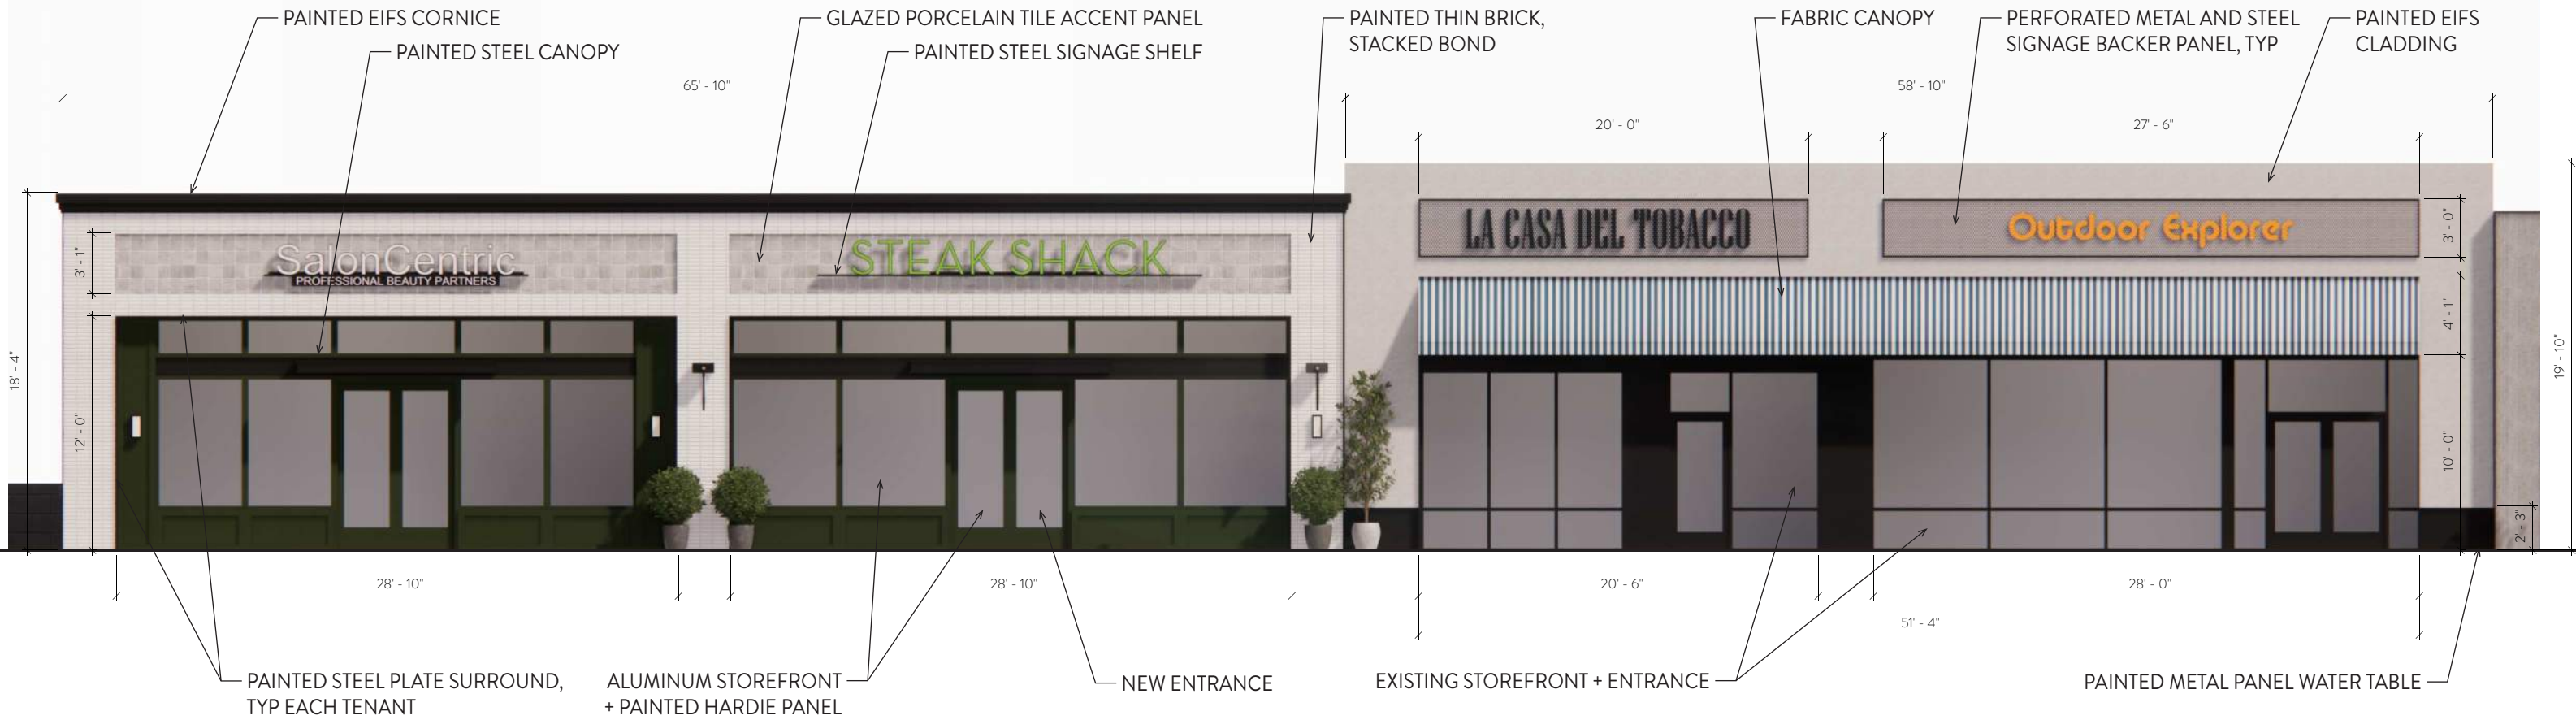 PAINTED EIFS CORNICE
GLAZED PORCELAIN TILE ACCENT PANEL
PAINTED THIN BRICK,
STACKED BOND
FABRIC CANOPY
PERFORATED METAL AND STEEL
SIGNAGE BACKER PANEL, TYP
PAINTED EIFS
CLADDING
PAINTED STEEL CANOPY
PAINTED STEEL SIGNAGE SHELF
65' - 10"
58' - 10"
20' - 0"
27' - 6"
SalonCentric
PROFESSIONAL BEAUTY PARTNERS
STEAK SHACK
LA CASA DEL TOBACCO
Outdoor Explorer
3' - 1"
3' - 0"
4' - 1"
18' - 4"
12' - 0"
10' - 0"
19' - 10"
2' - 3"
28' - 10"
28' - 10"
20' - 6"
28' - 0"
51' - 4"
PAINTED STEEL PLATE SURROUND,
TYP EACH TENANT
ALUMINUM STOREFRONT
+ PAINTED HARDIE PANEL
NEW ENTRANCE
EXISTING STOREFRONT + ENTRANCE
PAINTED METAL PANEL WATER TABLE